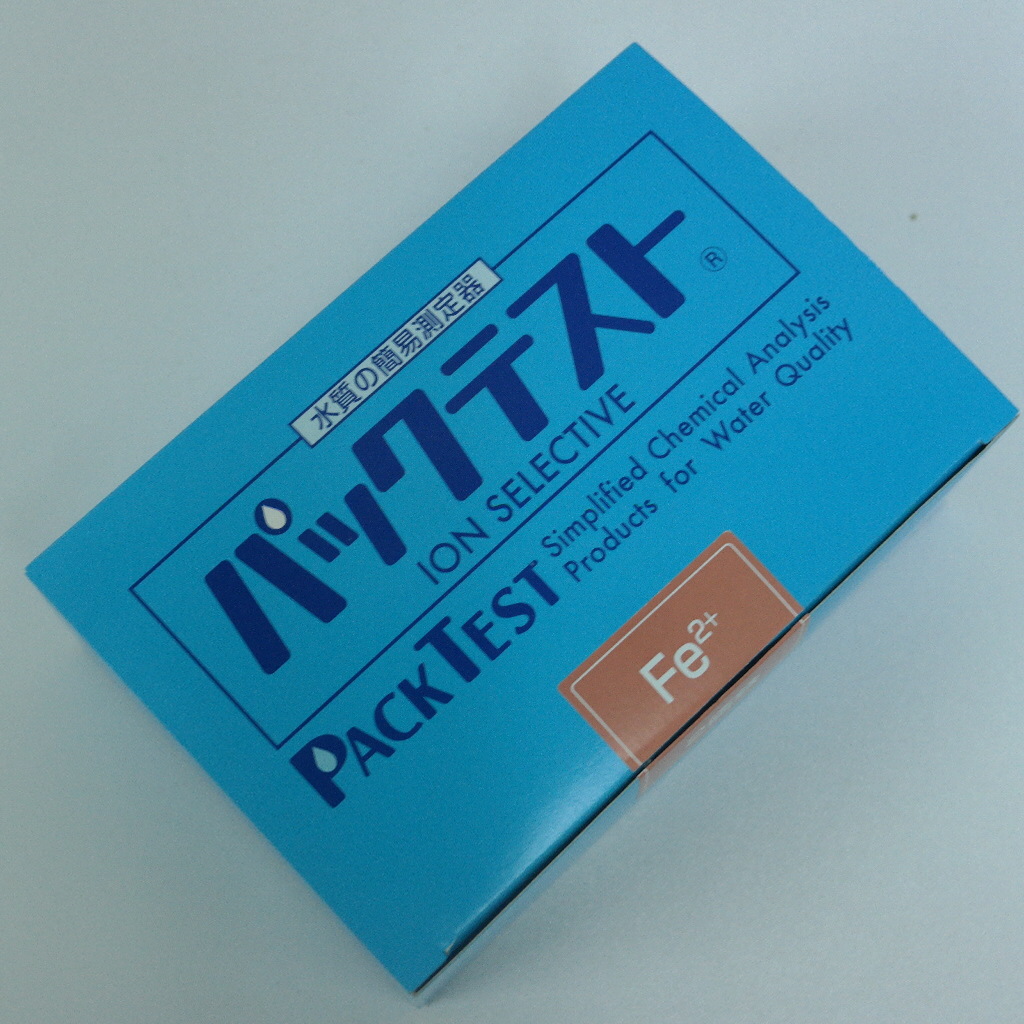 水質の簡易測定器
パックテスト®
ION SELECTIVE
PACKTEST
Simplified Chemical Analysis
Products for Water Quality
Fe²⁺